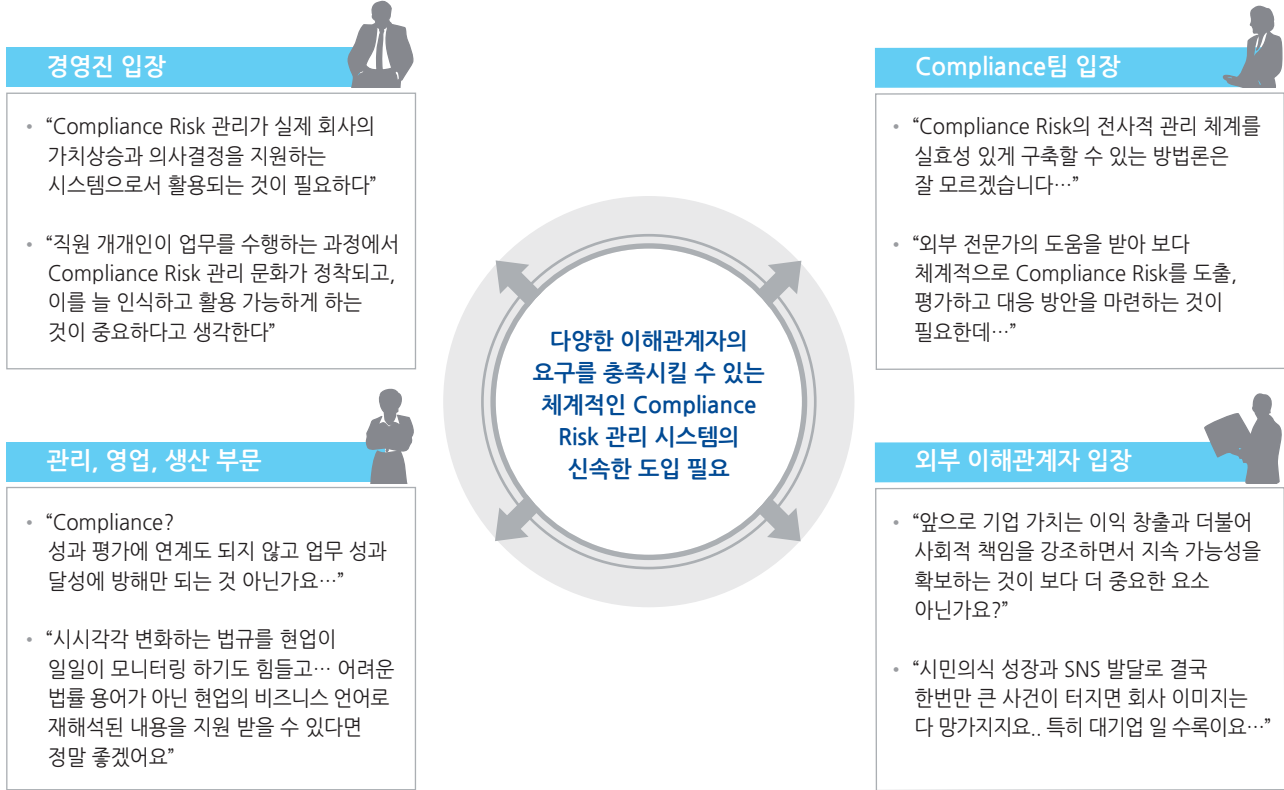 경영진 입장
• “Compliance Risk 관리가 실제 회사의
가치상승과 의사결정을 지원하는
시스템으로서 활용되는 것이 필요하다”
• “직원 개개인이 업무를 수행하는 과정에서
Compliance Risk 관리 문화가 정착되고,
이를 늘 인식하고 활용 가능하게 하는
것이 중요하다고 생각한다”
Compliance팀 입장
• “Compliance Risk의 전사적 관리 체계를
실효성 있게 구축할 수 있는 방법론은
잘 모르겠습니다…”
• “외부 전문가의 도움을 받아 보다
체계적으로 Compliance Risk를 도출,
평가하고 대응 방안을 마련하는 것이
필요한데…”
다양한 이해관계자의
요구를 충족시킬 수 있는
체계적인 Compliance
Risk 관리 시스템의
신속한 도입 필요
관리, 영업, 생산 부문
• “Compliance?
성과 평가에 연계도 되지 않고 업무 성과
달성에 방해만 되는 것 아닌가요…”
• “시시각각 변화하는 법규를 현업이
일일이 모니터링 하기도 힘들고… 어려운
법률 용어가 아닌 현업의 비즈니스 언어로
재해석된 내용을 지원 받을 수 있다면
정말 좋겠어요”
외부 이해관계자 입장
• “앞으로 기업 가치는 이익 창출과 더불어
사회적 책임을 강조하면서 지속 가능성을
확보하는 것이 보다 더 중요한 요소
아닌가요?”
• “시민의식 성장과 SNS 발달로 결국
한번만 큰 사건이 터지면 회사 이미지는
다 망가지지요.. 특히 대기업 일 수록이요…”